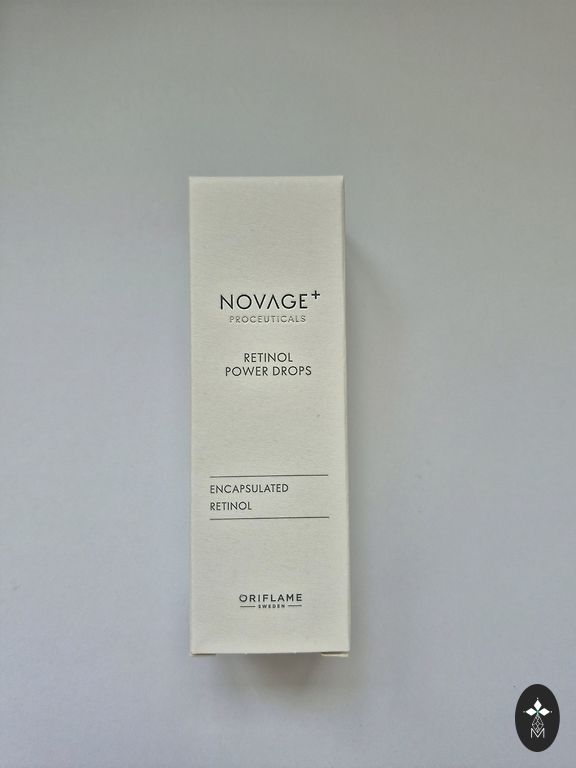 NOVAGE+
PROCEUTICALS
RETINOL
POWER DROPS
ENCAPSULATED
RETINOL
ORIFLAME
SWEDEN
M